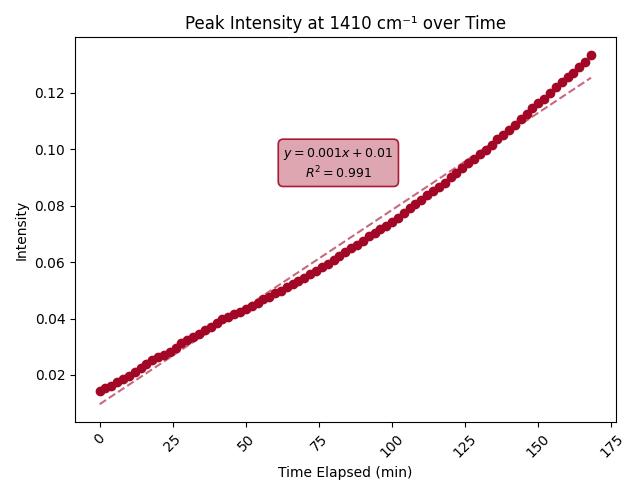 Peak Intensity at 1410 cm⁻¹ over Time
0.12
0.10
0.08
0.06
0.04
0.02
Intensity
y = 0.001x + 0.01
R² = 0.991
0
25
50
75
100
125
150
175
Time Elapsed (min)